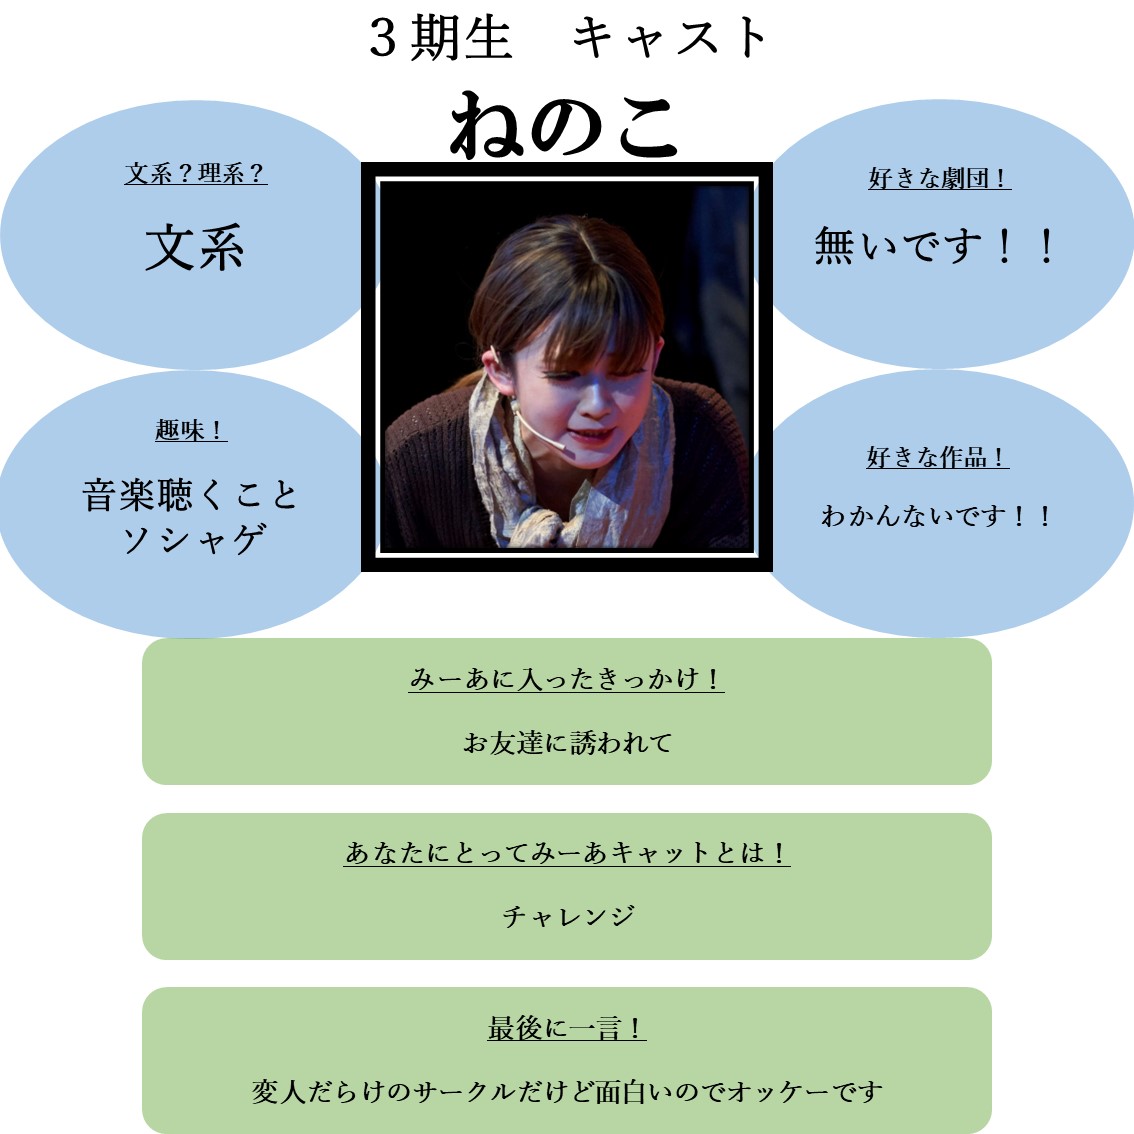 ３期生　キャスト
ねのこ
文系？理系？
文系
好きな劇団！
無いです！！
趣味！
音楽聴くこと
ソシャゲ
好きな作品！
わかんないです！！
みーあに入ったきっかけ！
お友達に誘われて
あなたにとってみーあキャットとは！
チャレンジ
最後に一言！
変人だらけのサークルだけど面白いのでオッケーです